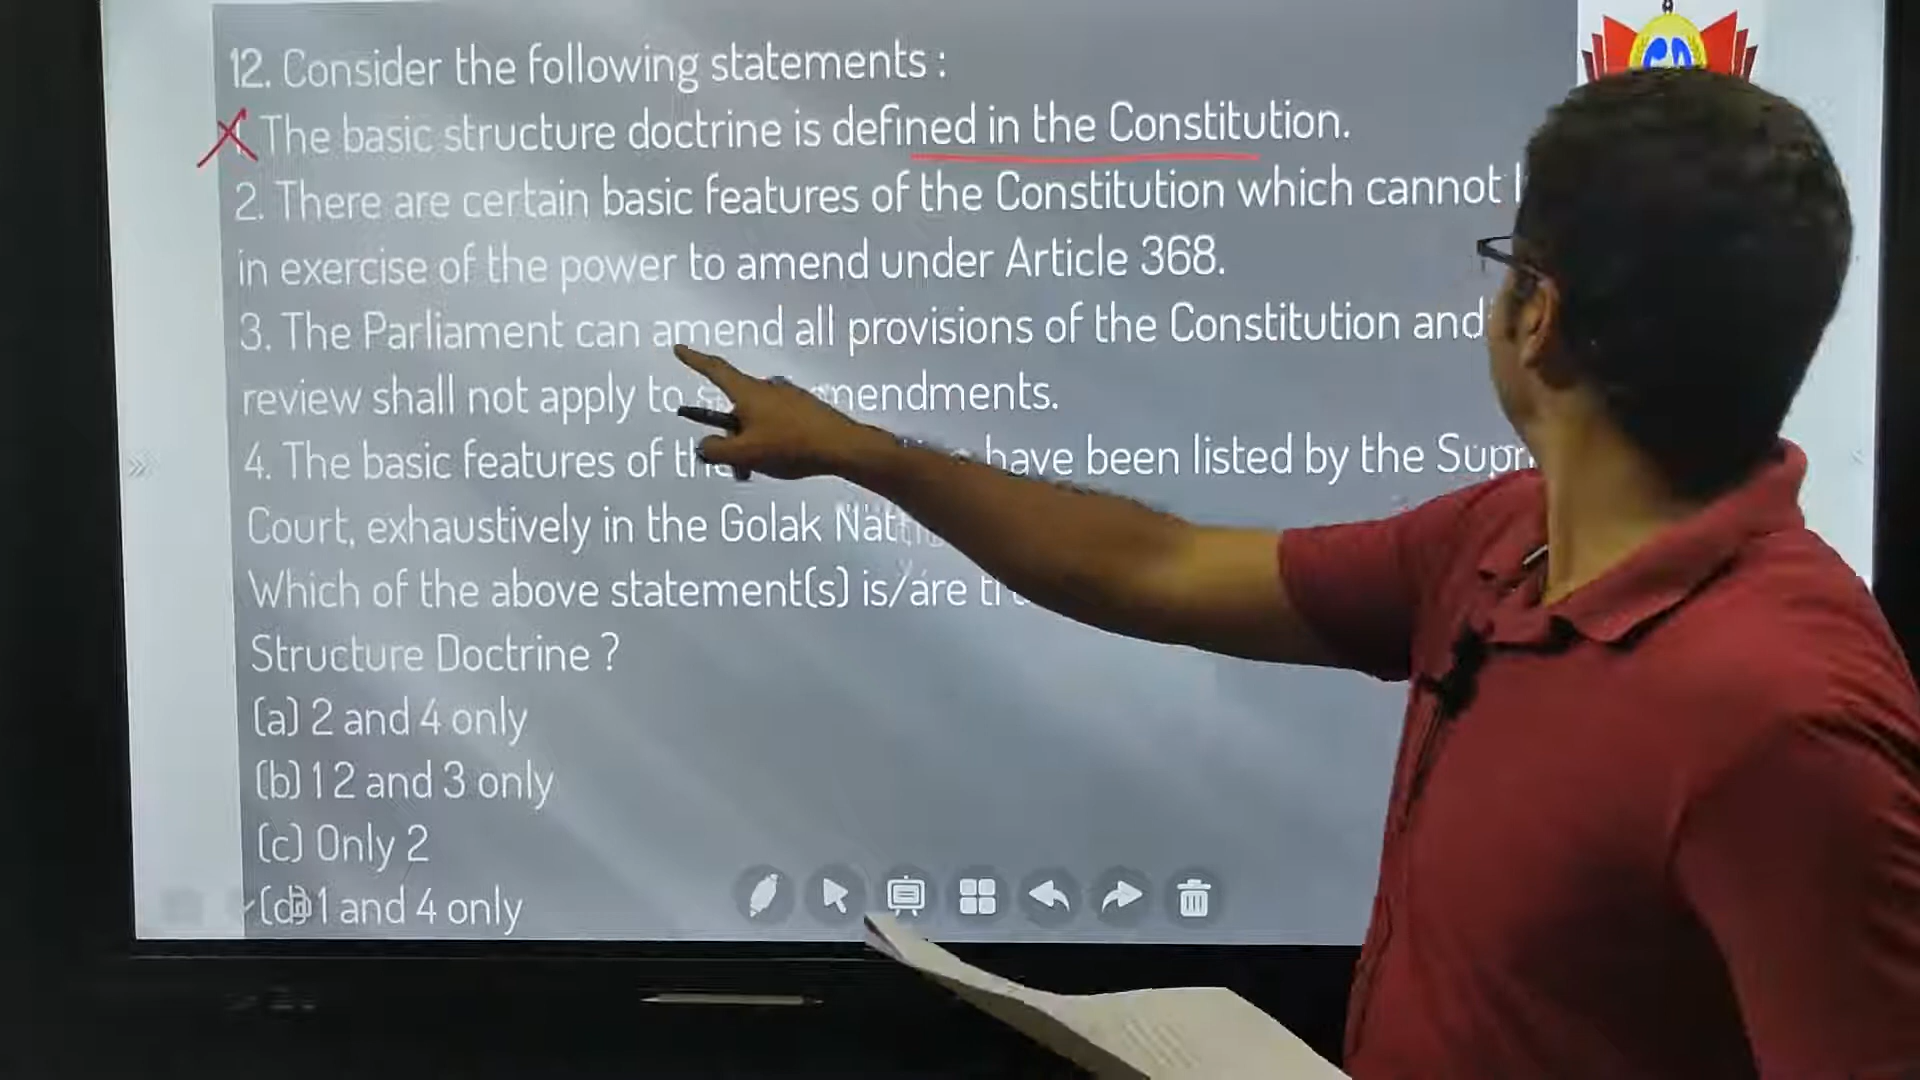 12. Consider the following statements :
The basic structure doctrine is defined in the Constitution.
2. There are certain basic features of the Constitution which cannot
in exercise of the power to amend under Article 368.
3. The Parliament can amend all provisions of the Constitution and
review shall not apply to amendments.
4. The basic features of have been listed by the
Court, exhaustively in the Golak
Which of the above statement(s) is/are
Structure Doctrine ?
(a) 2 and 4 only
(b) 1 2 and 3 only
(c) Only 2
(d) 1 and 4 only